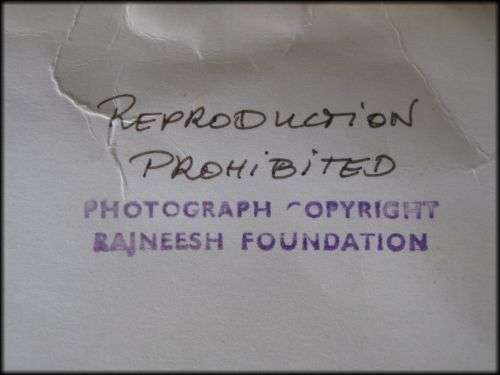 REPRODUCTION
PROHIBITED
PHOTOGRAPH COPYRIGHT
RAJNEESH FOUNDATION